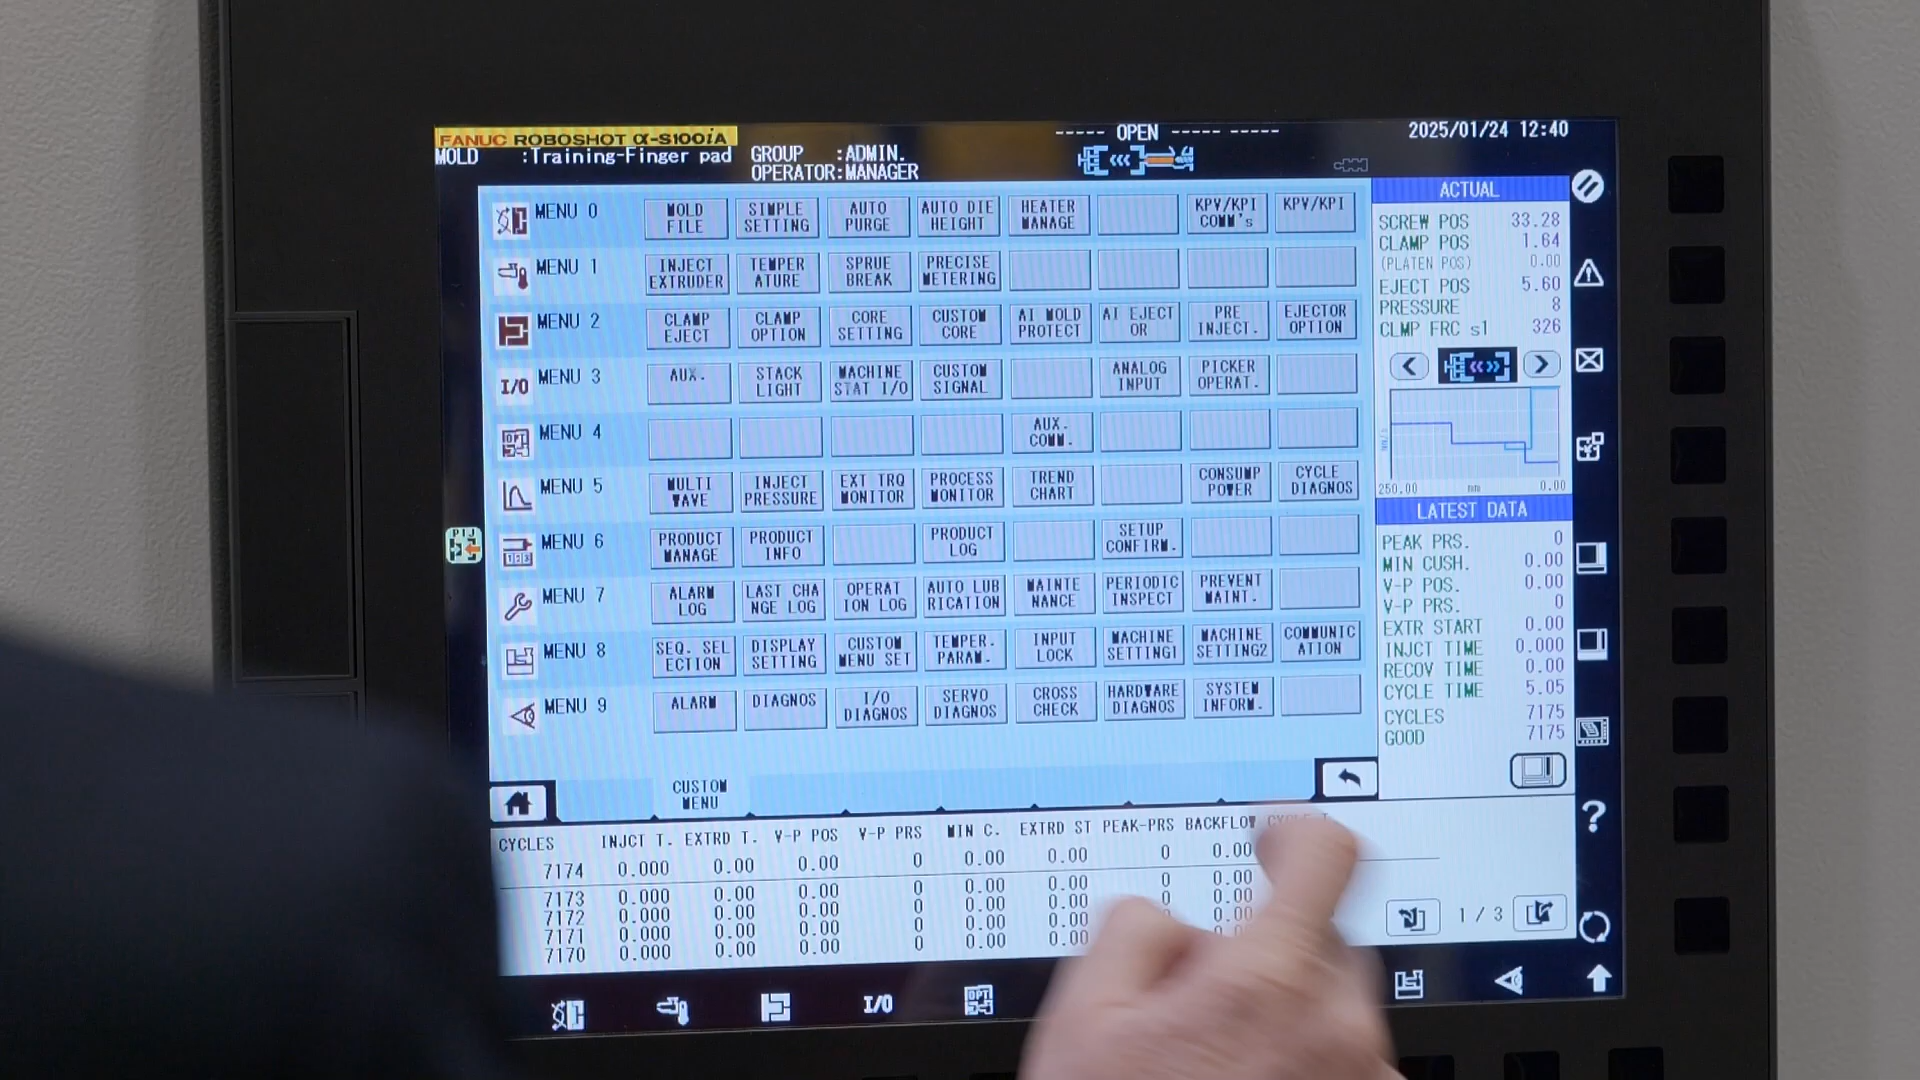 FANUC ROBOSHOT α-S100iA
MOLD :Training-Finger pad
GROUP :ADMIN.
OPERATOR:MANAGER
----- OPEN ----- -----
2025/01/24 12:40
MENU 0 MOLD FILE SIMPLE SETTING AUTO PURGE AUTO DIE HEIGHT HEATER MANAGE KPV/KPI COMM's KPV/KPI
MENU 1 INJECT EXTRUDER TEMPER ATURE SPRUE BREAK PRECISE METERING
MENU 2 CLAMP EJECT CLAMP OPTION CORE SETTING CUSTOM CORE AI MOLD PROTECT AI EJECT OR PRE INJECT. EJECTOR OPTION
I/O MENU 3 AUX. STACK LIGHT MACHINE STAT I/O CUSTOM SIGNAL ANALOG INPUT PICKER OPERAT.
OPT MENU 4 AUX. COMM.
MENU 5 MULTI WAVE INJECT PRESSURE EXT TRQ MONITOR PROCESS MONITOR TREND CHART CONSUMP POWER CYCLE DIAGNOS
MENU 6 PRODUCT MANAGE PRODUCT INFO PRODUCT LOG SETUP CONFIRM.
MENU 7 ALARM LOG LAST CHA NGE LOG OPERAT ION LOG AUTO LUB RICATION MAINTE NANCE PERIODIC INSPECT PREVENT MAINT.
MENU 8 SEQ. SEL ECTION DISPLAY SETTING CUSTOM MENU SET TEMPER. PARAM. INPUT LOCK MACHINE SETTING1 MACHINE SETTING2 COMMUNIC ATION
MENU 9 ALARM DIAGNOS I/O DIAGNOS SERVO DIAGNOS CROSS CHECK HARDWARE DIAGNOS SYSTEM INFORM.
CUSTOM MENU
ACTUAL
SCREW POS 33.28
CLAMP POS 1.64
(PLATEN POS) 0.00
EJECT POS 5.60
PRESSURE 8
CLMP FRC s1 326
250.00 mm 0.00
LATEST DATA
PEAK PRS. 0
MIN CUSH. 0.00
V-P POS. 0.00
V-P PRS. 0
EXTR START 0.00
INJCT TIME 0.000
RECOV TIME 0.00
CYCLE TIME 5.05
CYCLES 7175
GOOD 7175
CYCLES INJCT T. EXTRD T. V-P POS V-P PRS MIN C. EXTRD ST PEAK-PRS BACKFLOW CYCLE T.
7174 0.000 0.00 0.00 0 0.00 0.00 0 0.00
7173 0.000 0.00 0.00 0 0.00 0.00 0 0.00
7172 0.000 0.00 0.00 0 0.00 0.00 0 0.00
7171 0.000 0.00 0.00 0 0.00 0.00 0.00
7170 0.000 0.00 0.00 0 0.00 0.00
1 / 3
I/O
OPT
?